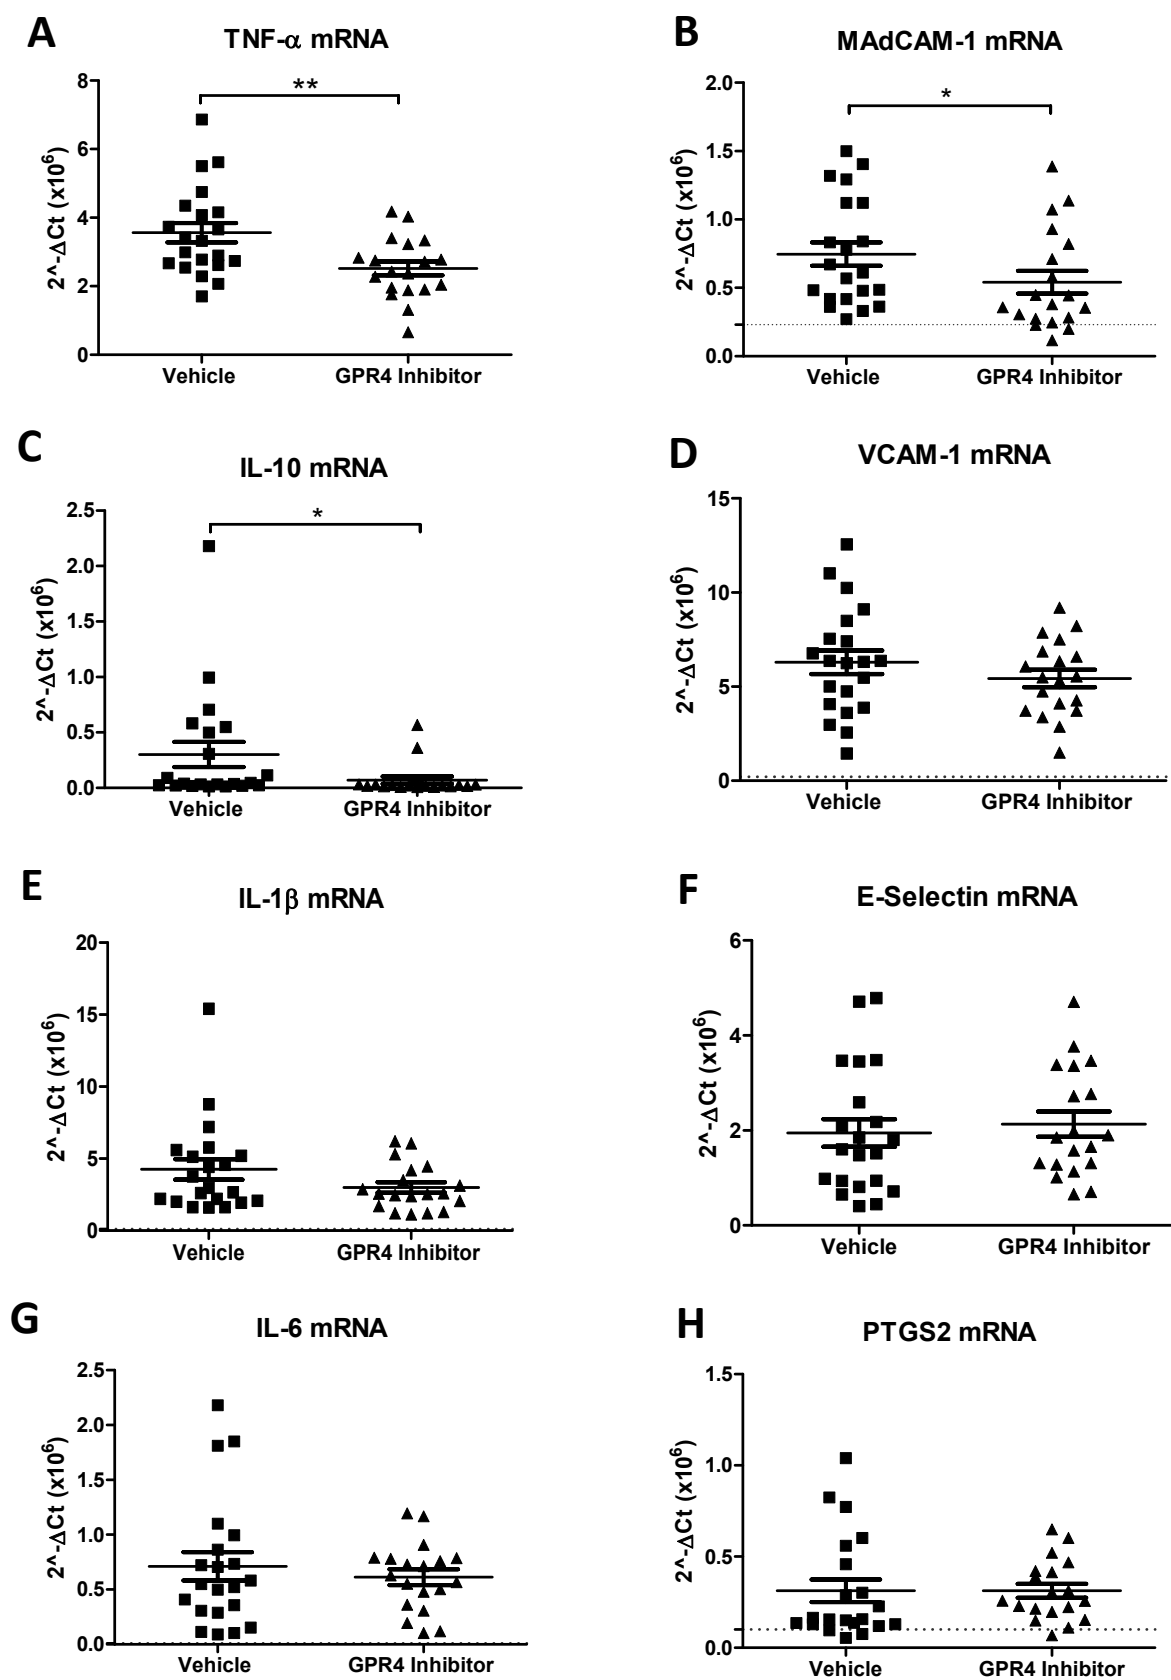 A
TNF-α mRNA
2^-ΔCt (x10⁶)
8
6
4
2
0
**
Vehicle
GPR4 Inhibitor
B
MAdCAM-1 mRNA
2^-ΔCt (x10⁶)
2.0
1.5
1.0
0.5
0.0
*
Vehicle
GPR4 Inhibitor
C
IL-10 mRNA
2^-ΔCt (x10⁶)
2.5
2.0
1.5
1.0
0.5
0.0
*
Vehicle
GPR4 Inhibitor
D
VCAM-1 mRNA
2^-ΔCt (x10⁶)
15
10
5
0
Vehicle
GPR4 Inhibitor
E
IL-1β mRNA
2^-ΔCt (x10⁶)
20
15
10
5
0
Vehicle
GPR4 Inhibitor
F
E-Selectin mRNA
2^-ΔCt (x10⁶)
6
4
2
0
Vehicle
GPR4 Inhibitor
G
IL-6 mRNA
2^-ΔCt (x10⁶)
2.5
2.0
1.5
1.0
0.5
0.0
Vehicle
GPR4 Inhibitor
H
PTGS2 mRNA
2^-ΔCt (x10⁶)
1.5
1.0
0.5
0.0
Vehicle
GPR4 Inhibitor